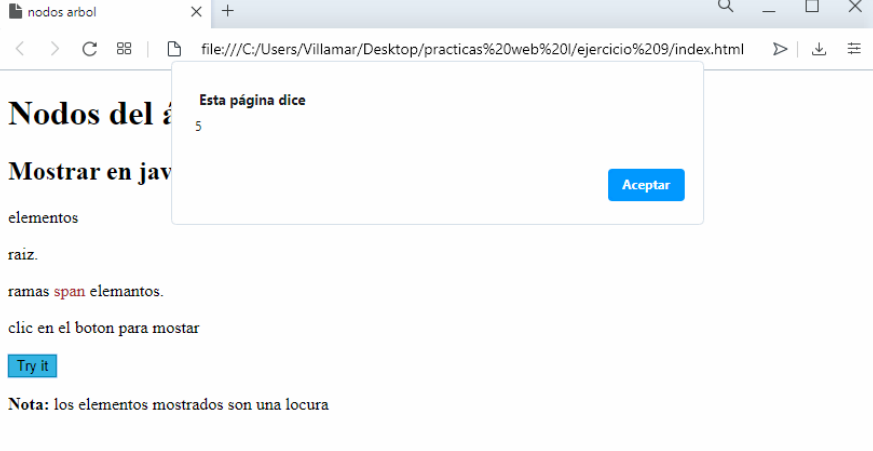 nodos arbol
file:///C:/Users/Villamar/Desktop/practicas%20web%20I/ejercicio%209/index.html
Esta página dice
5
Aceptar
Nodos del á
Mostrar en jav
elementos
raiz.
ramas span elemantos.
clic en el boton para mostar
Try it
Nota: los elementos mostrados son una locura